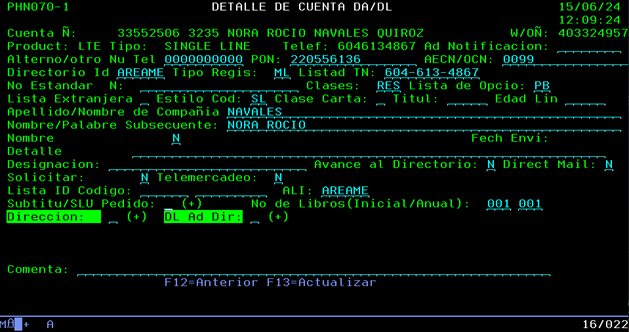 PHN070-1 DETALLE DE CUENTA DA/DL 15/06/24
12:09:24
Cuenta Ñ: 33552506 3235 NORA ROCIO NAVALES QUIROZ W/OÑ: 403324957
Product: LTE Tipo: SINGLE LINE Telef: 6046134867 Ad Notificacion:
Alterno/otro Nu Tel 0000000000 PON: 220556136 AECN/OCN: 0099
Directorio Id AREAME Tipo Regis: ML Listad TN: 604-613-4867
No Estandar N: Clases: RES Lista de Opcio: PB
Lista Extranjera Estilo Cod: SL Clase Carta: Titul: Edad Lin
Apellido/Nombre de Compañia NAVALES
Nombre/Palabre Subsecuente: NORA ROCIO
Nombre N Fech Envi:
Detalle
Designacion: Avance al Directorio: N Direct Mail: N
Solicitar: N Telemercadeo: N
Lista ID Codigo: ALI: AREAME
Subtitu/SLU Pedido: (+) No de Libros(Inicial/Anual): 001 001
Direccion: (+) DL Ad Dir: (+)
Comenta:
F12=Anterior F13=Actualizar
+ A 16/022